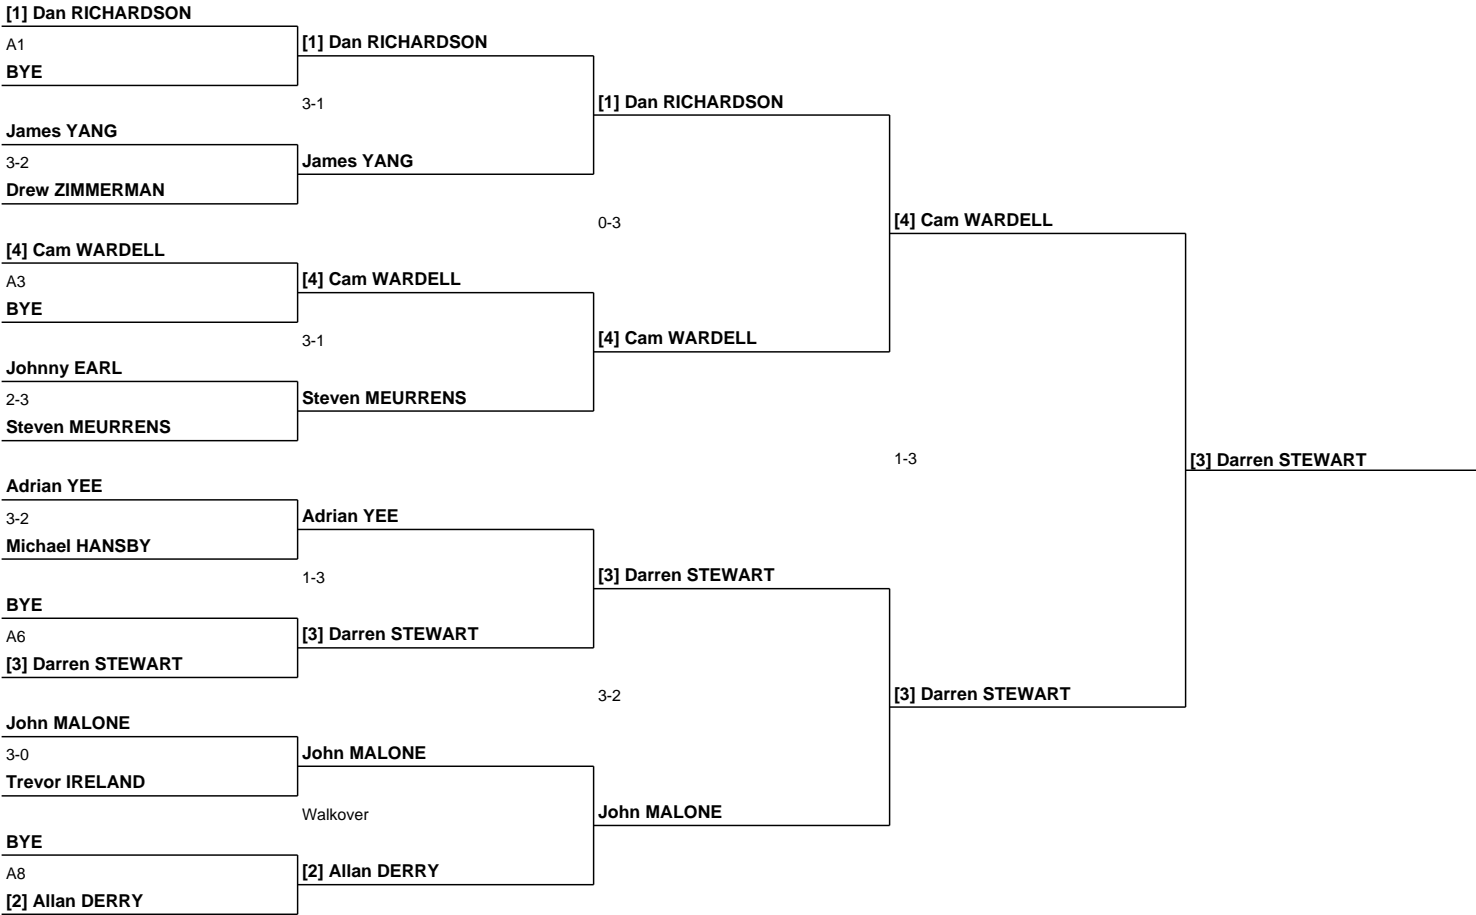 [1] Dan RICHARDSON
A1
BYE
James YANG
3-2
Drew ZIMMERMAN
[4] Cam WARDELL
A3
BYE
Johnny EARL
2-3
Steven MEURRENS
Adrian YEE
3-2
Michael HANSBY
BYE
A6
[3] Darren STEWART
John MALONE
3-0
Trevor IRELAND
BYE
A8
[2] Allan DERRY
[1] Dan RICHARDSON
3-1
James YANG
[4] Cam WARDELL
3-1
Steven MEURRENS
Adrian YEE
1-3
[3] Darren STEWART
John MALONE
Walkover
[2] Allan DERRY
[1] Dan RICHARDSON
0-3
[4] Cam WARDELL
[3] Darren STEWART
3-2
John MALONE
[4] Cam WARDELL
1-3
[3] Darren STEWART
[3] Darren STEWART